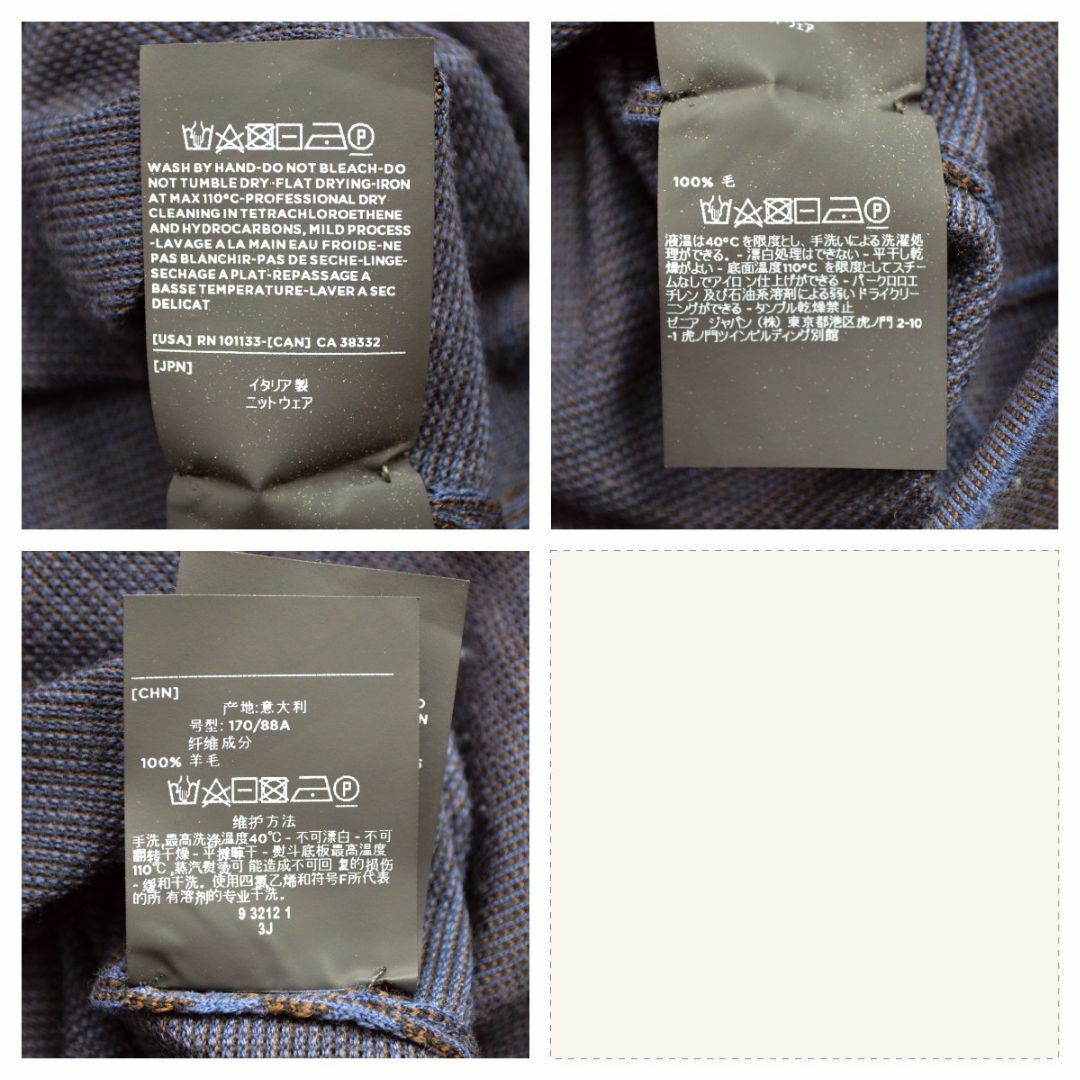 WASH BY HAND-DO NOT BLEACH-DO
NOT TUMBLE DRY-FLAT DRYING-IRON
AT MAX 110°C-PROFESSIONAL DRY
CLEANING IN TETRACHLOROETHENE
AND HYDROCARBONS, MILD PROCESS
-LAVAGE A LA MAIN EAU FROIDE-NE
PAS BLANCHIR-PAS DE SECHE-LINGE-
SECHAGE A PLAT-REPASSAGE A
BASSE TEMPERATURE-LAVER A SEC
DELICAT
[USA] RN 101133-[CAN] CA 38332
[JPN]
イタリア製
ニットウェア
100% 毛
P
液温は40°Cを限度とし、手洗いによる洗濯処
理ができる。- 漂白処理はできない - 平干し乾
燥がよい - 底面温度110°C を限度としてスチー
ムなしでアイロン仕上げができる - パークロロエ
チレン 及び石油系溶剤による弱い ドライクリー
ニングができる - タンブル乾燥禁止
ゼニア ジャパン (株) 東京都港区虎ノ門 2-10
-1 虎ノ門ツインビルディング別館
[CHN]
产地:意大利
号型: 170/88A
纤维成分
100% 羊毛
P
维护方法
手洗,最高洗涤温度40℃ - 不可漂白 - 不可
翻转干燥 - 平摊晾干 - 熨斗底板最高温度
110℃,蒸汽熨烫可 能造成不可回 复的损伤
- 缓和干洗。使用四氯乙烯和符号F所代表
的所 有溶剂的专业干洗。
9 3212 1
3J